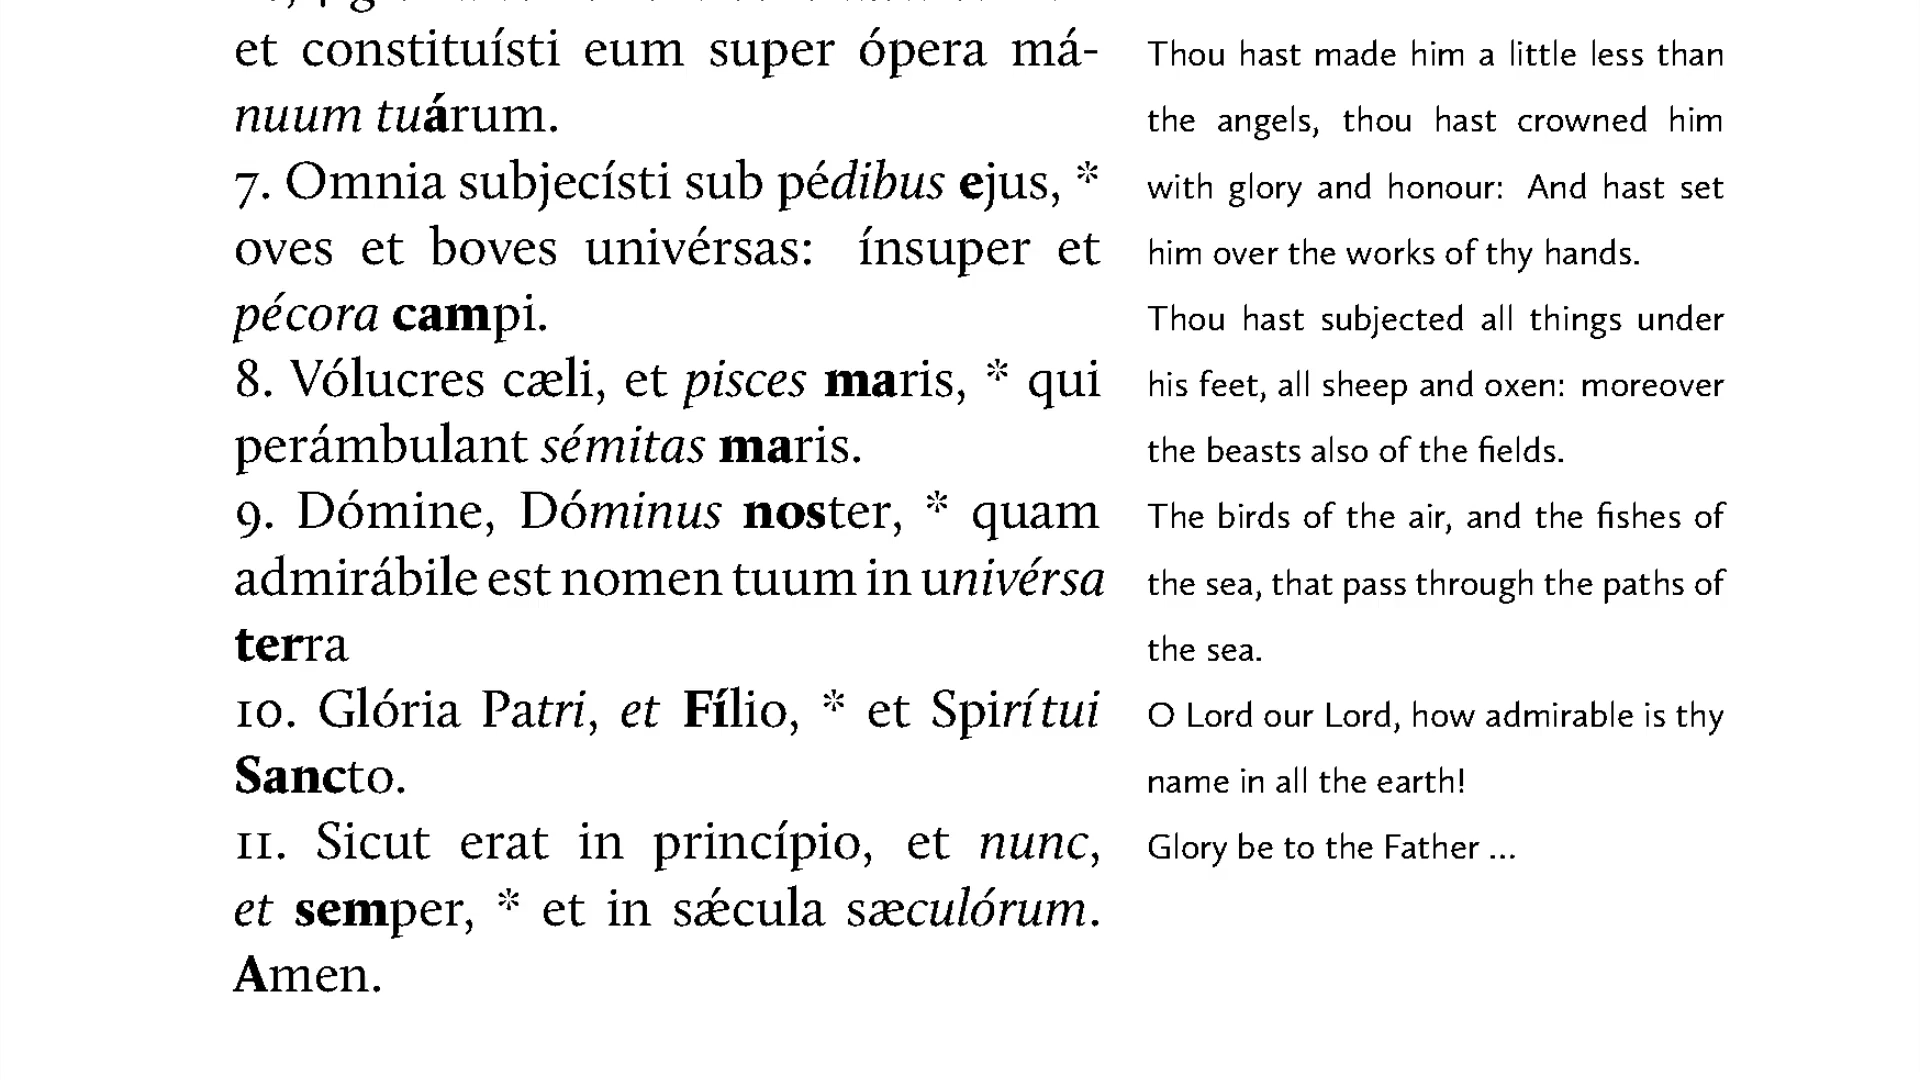 et constituísti eum super ópera má-
nuum tuárum.
7. Omnia subjecísti sub pédibus ejus, *
oves et boves univérsas: ínsuper et
pécora campi.
8. Vólucres cæli, et pisces maris, * qui
perámbulant sémitas maris.
9. Dómine, Dóminus noster, * quam
admirábile est nomen tuum in univérsa
terra
10. Glória Patri, et Fílio, * et Spirítui
Sancto.
11. Sicut erat in princípio, et nunc,
et semper, * et in sǽcula sæculórum.
Amen.
Thou hast made him a little less than
the angels, thou hast crowned him
with glory and honour: And hast set
him over the works of thy hands.
Thou hast subjected all things under
his feet, all sheep and oxen: moreover
the beasts also of the fields.
The birds of the air, and the fishes of
the sea, that pass through the paths of
the sea.
O Lord our Lord, how admirable is thy
name in all the earth!
Glory be to the Father ...